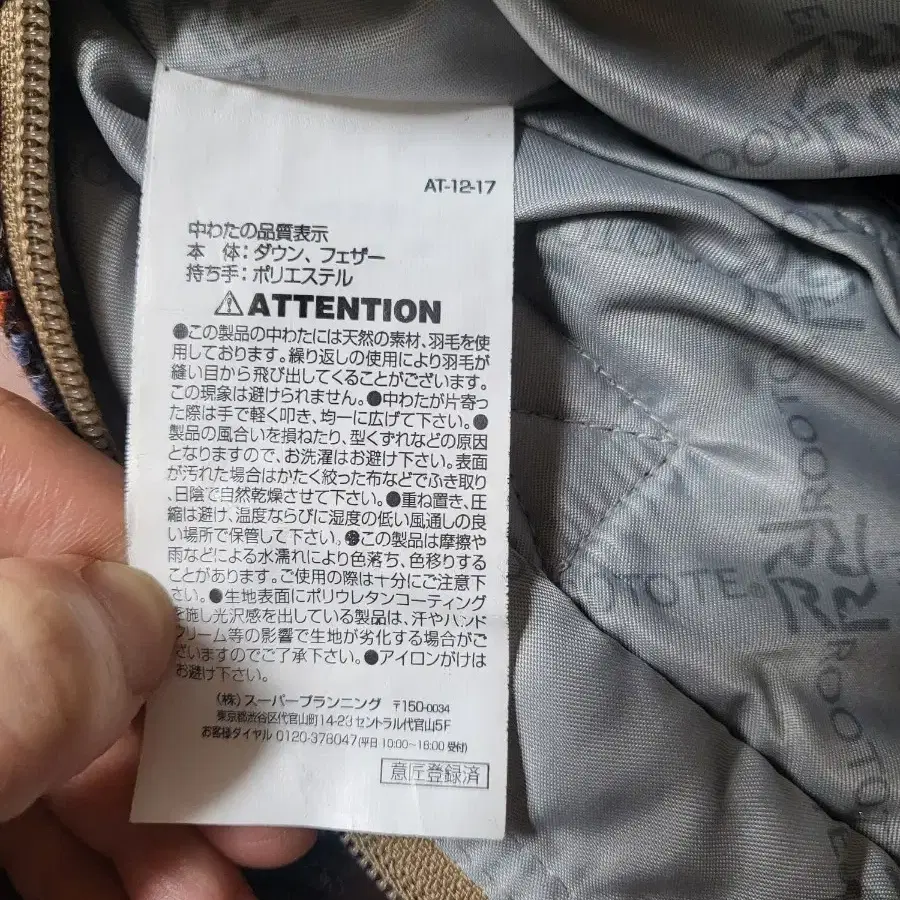 AT-12-17
中わたの品質表示
本 体:ダウン、フェザー
持ち手:ポリエステル
⚠ATTENTION
●この製品の中わたには天然の素材、羽毛を使
用しております。繰り返しの使用により羽毛が
縫い目から飛び出してくることがございます。
この現象は避けられません。●中わたが片寄っ
た際は手で軽く叩き、均一に広げて下さい。●
製品の風合いを損ねたり、型くずれなどの原因
となりますので、お洗濯はお避け下さい。表面
が汚れた場合はかたく絞った布などでふき取り
、日陰で自然乾燥させて下さい。●重ね置き、圧
縮は避け、温度ならびに湿度の低い風通しの良
い場所で保管して下さい。●この製品は摩擦や
雨などによる水濡れにより色落ち、色移りする
ことがあります。ご使用の際は十分にご注意下
さい。●生地表面にポリウレタンコーティング
を施し光沢感を出している製品は、汗やハンド
クリーム等の影響で生地が劣化する場合がご
ざいますのでご了承下さい。●アイロンがけは
お避け下さい。
(株)スーパープランニング 〒150-0034
東京都渋谷区代官山町14-23 セントラル代官山5F
お客様ダイヤル 0120-378047(平日 10:00~16:00 受付)
意匠登録済
ROOTOTE